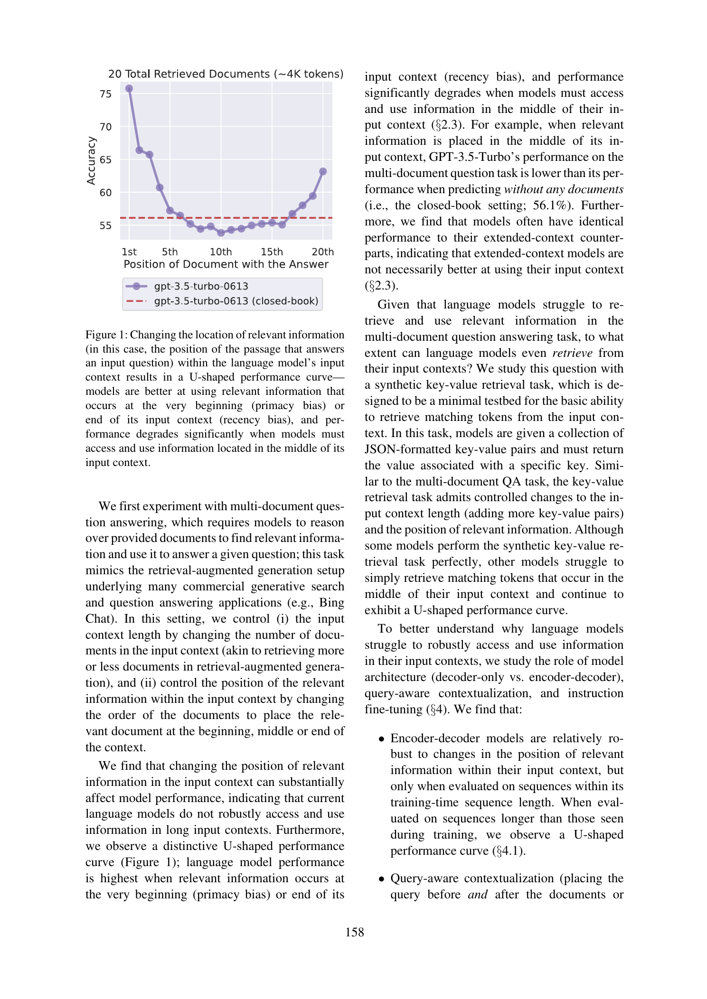 20 Total Retrieved Documents (~4K tokens)
75
70
65
60
55
Accuracy
1st 5th 10th 15th 20th
Position of Document with the Answer
gpt-3.5-turbo-0613
gpt-3.5-turbo-0613 (closed-book)
Figure 1: Changing the location of relevant information
(in this case, the position of the passage that answers
an input question) within the language model’s input
context results in a U-shaped performance curve—
models are better at using relevant information that
occurs at the very beginning (primacy bias) or
end of its input context (recency bias), and per-
formance degrades significantly when models must
access and use information located in the middle of its
input context.
We first experiment with multi-document ques-
tion answering, which requires models to reason
over provided documents to find relevant informa-
tion and use it to answer a given question; this task
mimics the retrieval-augmented generation setup
underlying many commercial generative search
and question answering applications (e.g., Bing
Chat). In this setting, we control (i) the input
context length by changing the number of docu-
ments in the input context (akin to retrieving more
or less documents in retrieval-augmented genera-
tion), and (ii) control the position of the relevant
information within the input context by changing
the order of the documents to place the rele-
vant document at the beginning, middle or end of
the context.
We find that changing the position of relevant
information in the input context can substantially
affect model performance, indicating that current
language models do not robustly access and use
information in long input contexts. Furthermore,
we observe a distinctive U-shaped performance
curve (Figure 1); language model performance
is highest when relevant information occurs at
the very beginning (primacy bias) or end of its
input context (recency bias), and performance
significantly degrades when models must access
and use information in the middle of their in-
put context (§2.3). For example, when relevant
information is placed in the middle of its in-
put context, GPT-3.5-Turbo’s performance on the
multi-document question task is lower than its per-
formance when predicting without any documents
(i.e., the closed-book setting; 56.1%). Further-
more, we find that models often have identical
performance to their extended-context counter-
parts, indicating that extended-context models are
not necessarily better at using their input context
(§2.3).
Given that language models struggle to re-
trieve and use relevant information in the
multi-document question answering task, to what
extent can language models even retrieve from
their input contexts? We study this question with
a synthetic key-value retrieval task, which is de-
signed to be a minimal testbed for the basic ability
to retrieve matching tokens from the input con-
text. In this task, models are given a collection of
JSON-formatted key-value pairs and must return
the value associated with a specific key. Simi-
lar to the multi-document QA task, the key-value
retrieval task admits controlled changes to the in-
put context length (adding more key-value pairs)
and the position of relevant information. Although
some models perform the synthetic key-value re-
trieval task perfectly, other models struggle to
simply retrieve matching tokens that occur in the
middle of their input context and continue to
exhibit a U-shaped performance curve.
To better understand why language models
struggle to robustly access and use information
in their input contexts, we study the role of model
architecture (decoder-only vs. encoder-decoder),
query-aware contextualization, and instruction
fine-tuning (§4). We find that:
• Encoder-decoder models are relatively ro-
bust to changes in the position of relevant
information within their input context, but
only when evaluated on sequences within its
training-time sequence length. When eval-
uated on sequences longer than those seen
during training, we observe a U-shaped
performance curve (§4.1).
• Query-aware contextualization (placing the
query before and after the documents or
158